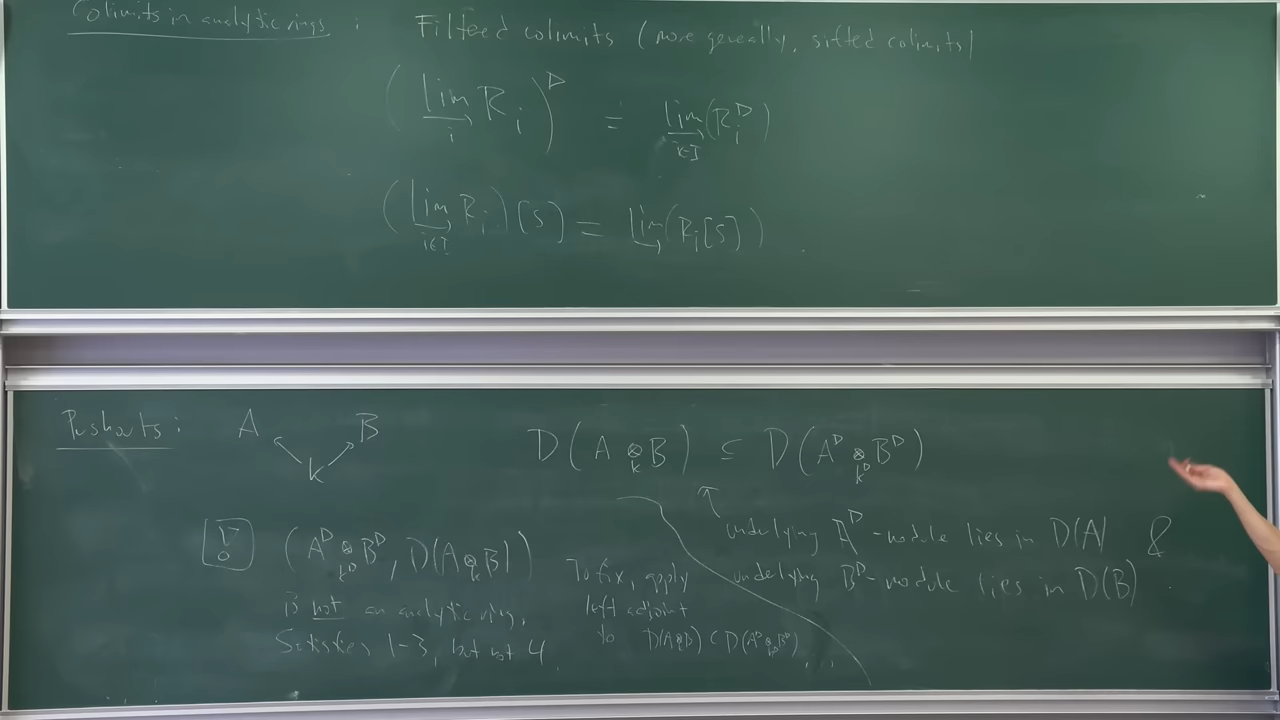 Colimits in analytic rings : Filtered colimits (more generally, sifted colimits)
(lim→_i R_i)^▷ = lim→_{i∈I} (R_i^▷)
(lim→_{i∈I} R_i)[S] = lim→ (R_i[S])
Pushouts : A B
k
D(A ⊗_k B) ⊆ D(A^▷ ⊗_{k^▷} B^▷)
underlying A^▷-module lies in D(A) &
underlying B^▷-module lies in D(B).
! (A^▷ ⊗_{k^▷} B^▷, D(A ⊗_k B))
is not an analytic ring,
Satisfies 1-3, but not 4.
To fix, apply
left adjoint
to D(A⊗B) ⊂ D(A^▷ ⊗_{k^▷} B^▷)